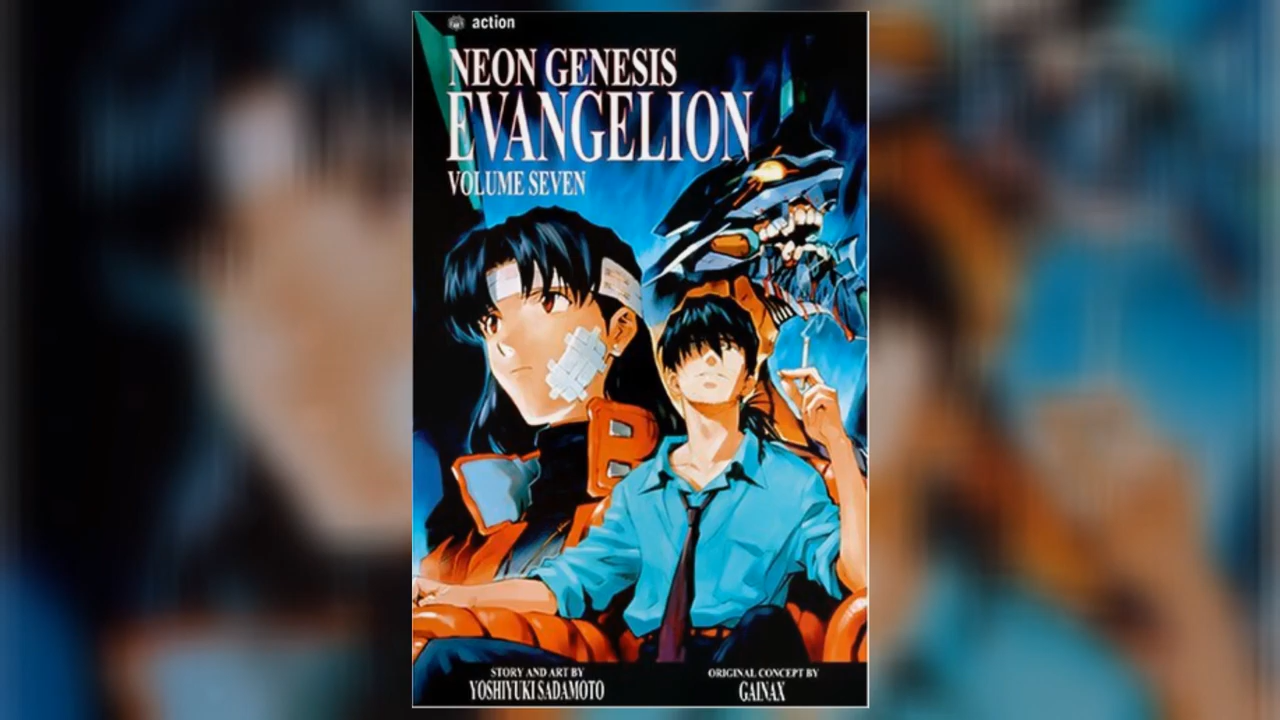 action
NEON GENESIS
EVANGELION
VOLUME SEVEN
B
STORY AND ART BY
YOSHIYUKI SADAMOTO
ORIGINAL CONCEPT BY
GAINAX